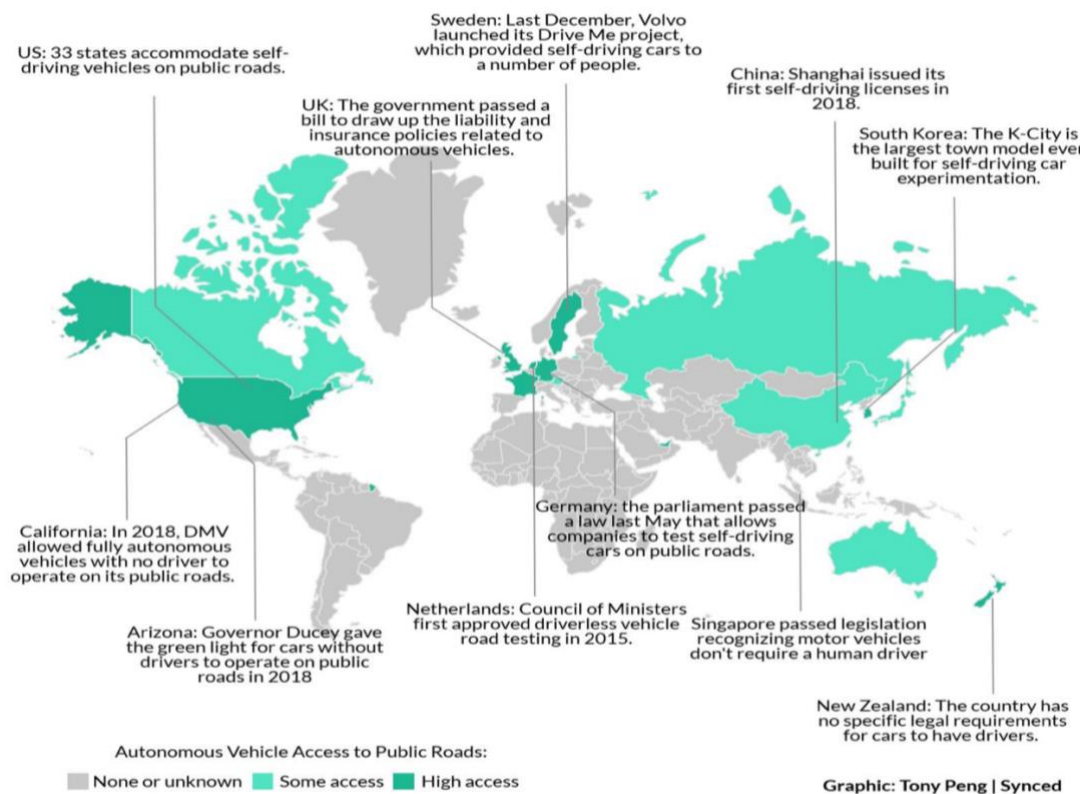 Sweden: Last December, Volvo
launched its Drive Me project,
which provided self-driving cars to
a number of people.
US: 33 states accommodate self-
driving vehicles on public roads.
China: Shanghai issued its
first self-driving licenses in
2018.
UK: The government passed a
bill to draw up the liability and
insurance policies related to
autonomous vehicles.
South Korea: The K-City is
the largest town model ever
built for self-driving car
experimentation.
Germany: the parliament passed
a law last May that allows
companies to test self-driving
cars on public roads.
California: In 2018, DMV
allowed fully autonomous
vehicles with no driver to
operate on its public roads.
Netherlands: Council of Ministers
first approved driverless vehicle
road testing in 2015.
Singapore passed legislation
recognizing motor vehicles
don't require a human driver
Arizona: Governor Ducey gave
the green light for cars without
drivers to operate on public
roads in 2018
New Zealand: The country has
no specific legal requirements
for cars to have drivers.
Autonomous Vehicle Access to Public Roads:
None or unknown Some access High access
Graphic: Tony Peng | Synced